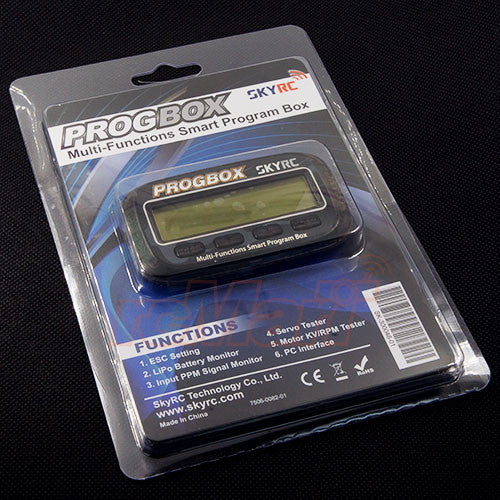 PROGBOX
SKYRC
Multi-Functions Smart Program Box
PROGBOX SKYRC
Multi-Functions Smart Program Box
FUNCTIONS
1. ESC Setting
2. LiPo Battery Monitor
3. Input PPM Signal Monitor
4. Servo Tester
5. Motor KV/RPM Tester
6. PC Interface
SkyRC Technology Co., Ltd.
www.skyrc.com
Made in China
7506-0082-01
CE
RoHS
rcMart